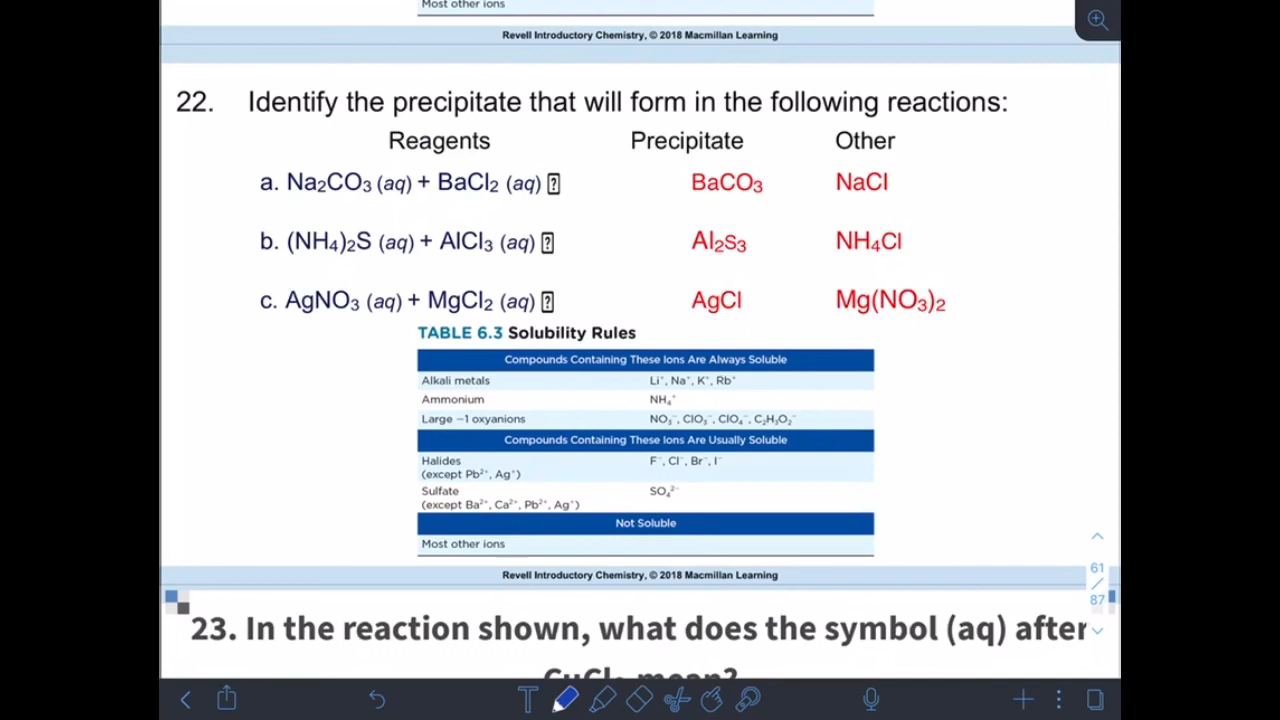 Most other ions
Revell Introductory Chemistry, © 2018 Macmillan Learning
22. Identify the precipitate that will form in the following reactions:
Reagents Precipitate Other
a. Na₂CO₃ (aq) + BaCl₂ (aq) BaCO₃ NaCl
b. (NH₄)₂S (aq) + AlCl₃ (aq) Al₂S₃ NH₄Cl
c. AgNO₃ (aq) + MgCl₂ (aq) AgCl Mg(NO₃)₂
TABLE 6.3 Solubility Rules
Compounds Containing These Ions Are Always Soluble
Alkali metals Li⁺, Na⁺, K⁺, Rb⁺
Ammonium NH₄⁺
Large −1 oxyanions NO₃⁻, ClO₃⁻, ClO₄⁻, C₂H₃O₂⁻
Compounds Containing These Ions Are Usually Soluble
Halides F⁻, Cl⁻, Br⁻, I⁻
(except Pb²⁺, Ag⁺)
Sulfate SO₄²⁻
(except Ba²⁺, Ca²⁺, Pb²⁺, Ag⁺)
Not Soluble
Most other ions
Revell Introductory Chemistry, © 2018 Macmillan Learning
61
/
87
23. In the reaction shown, what does the symbol (aq) after
CuCl₂ mean?
T